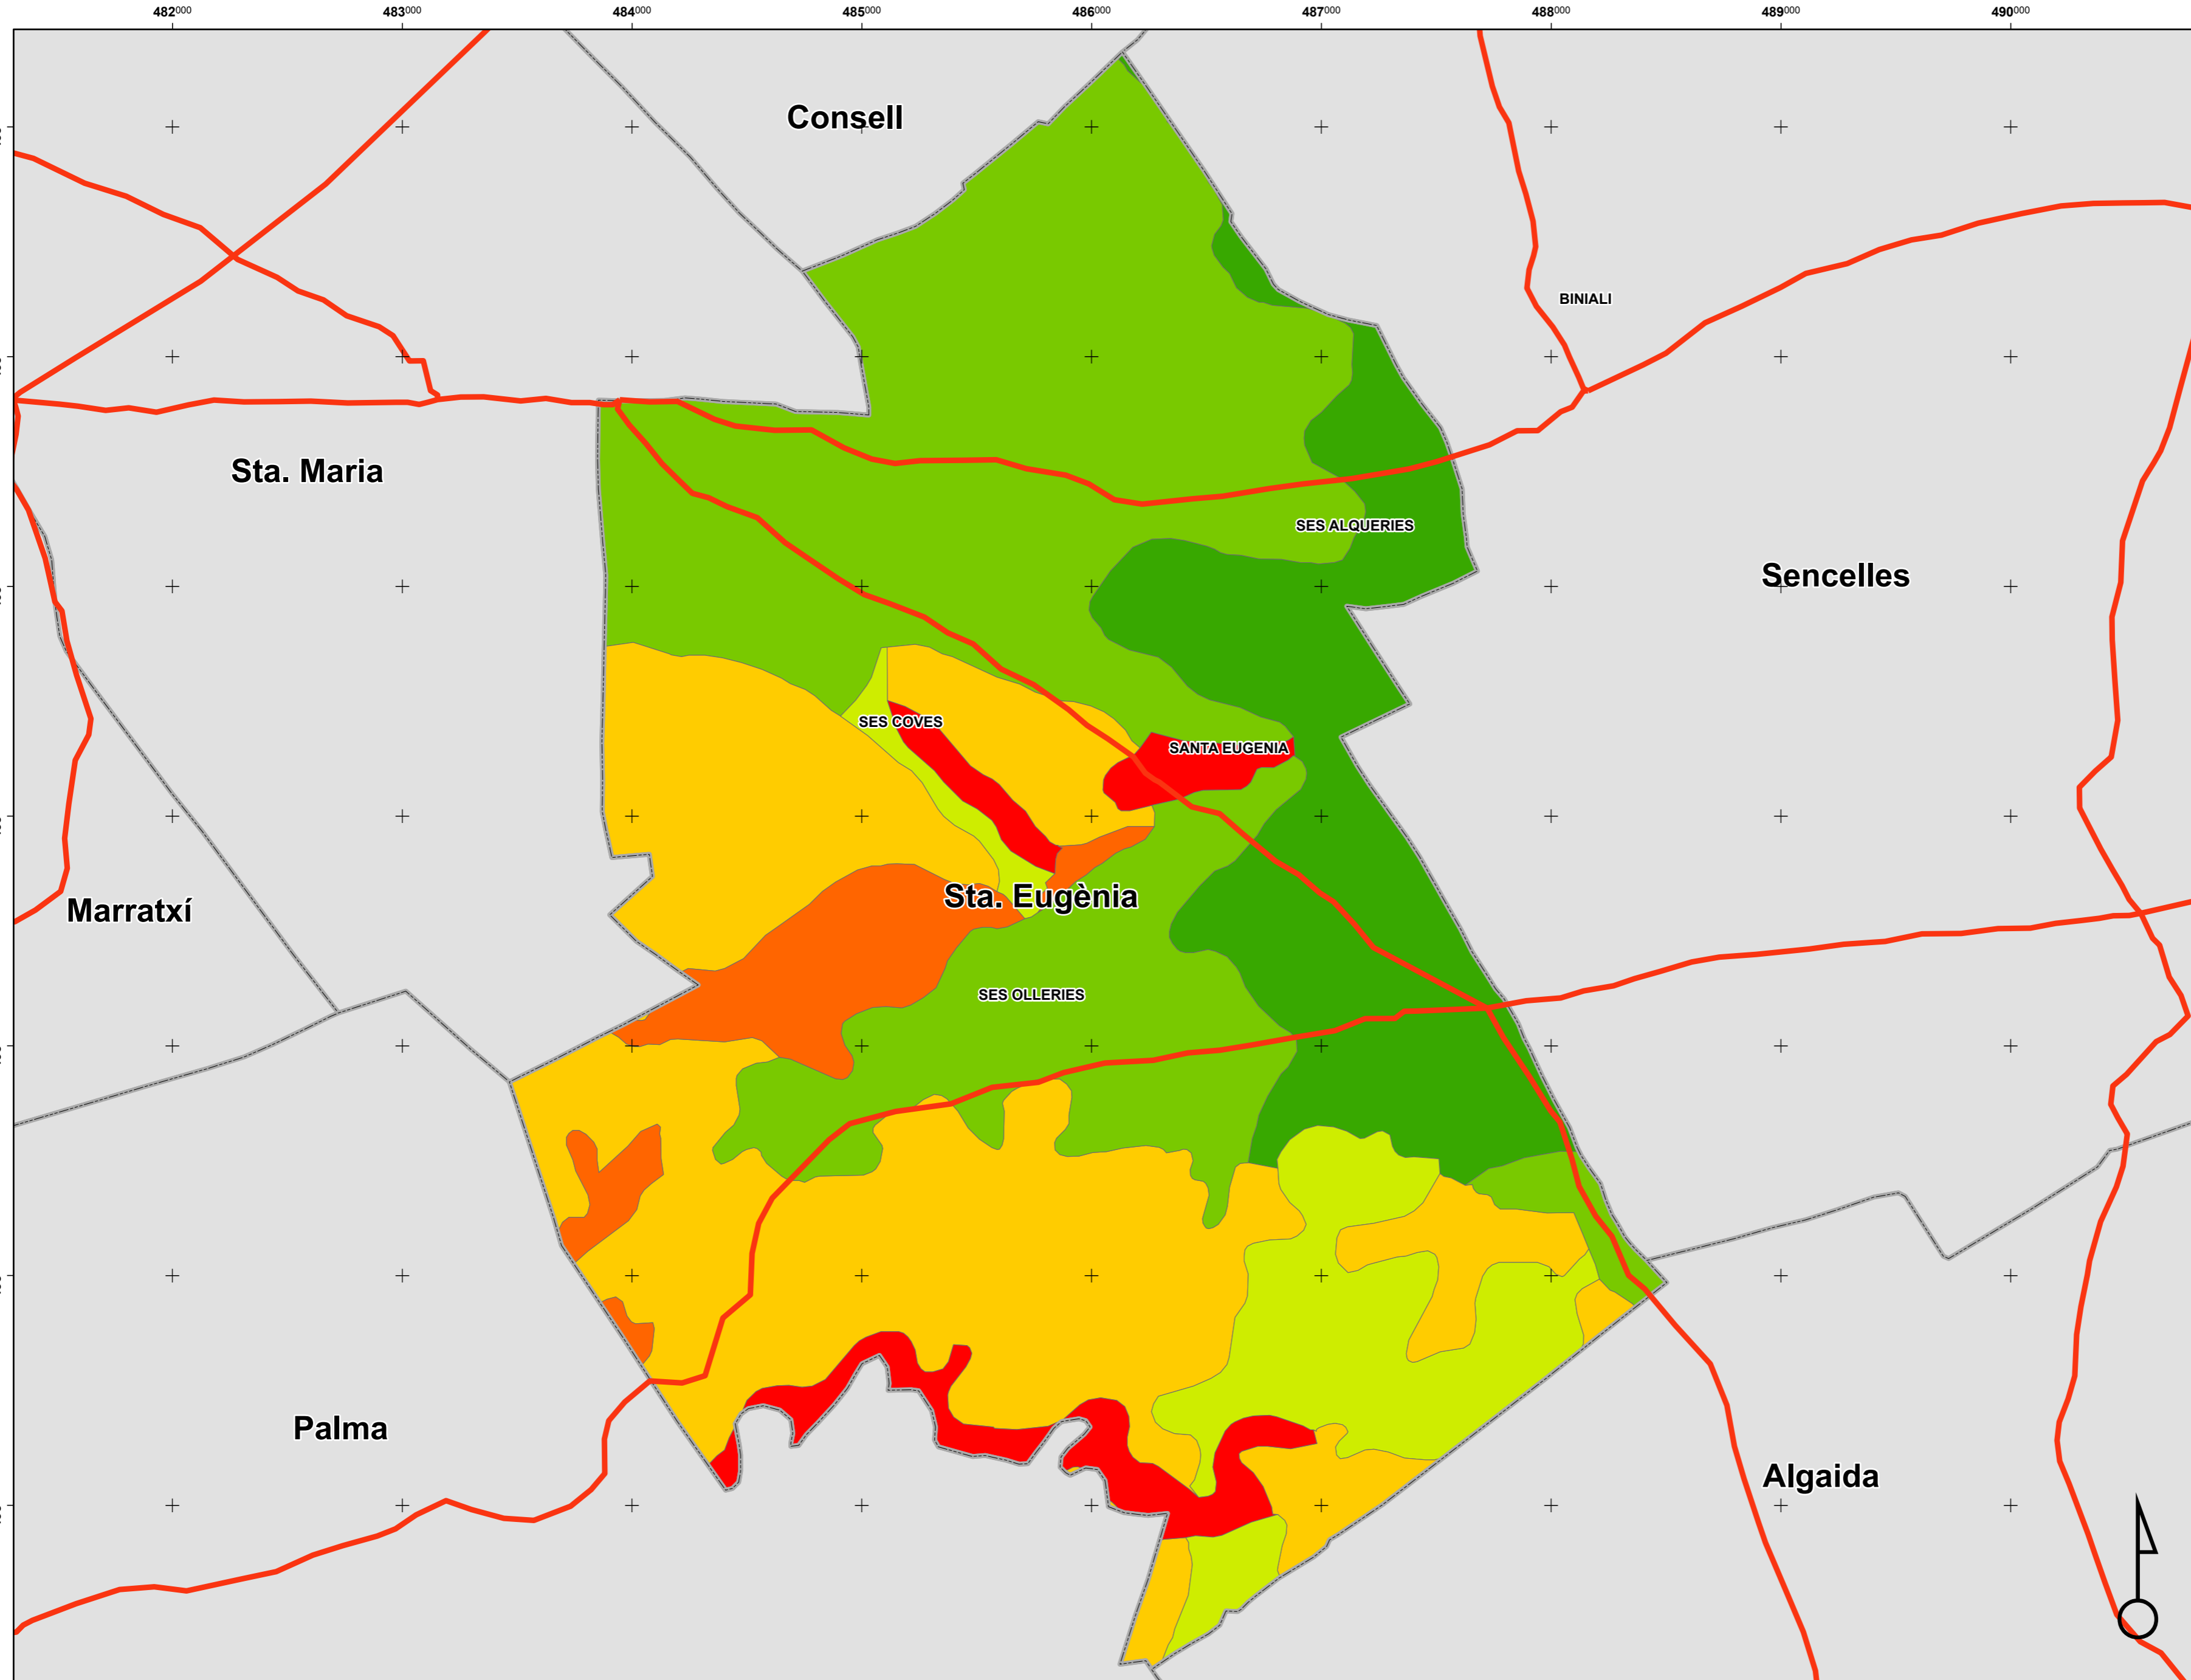 482000 483000 484000 485000 486000 487000 488000 489000 490000
Consell
BINIALI
Sta. Maria
SES ALQUERIES
Sencelles
SES COVES
SANTA EUGENIA
Sta. Eugènia
Marratxí
SES OLLERIES
Palma
Algaida